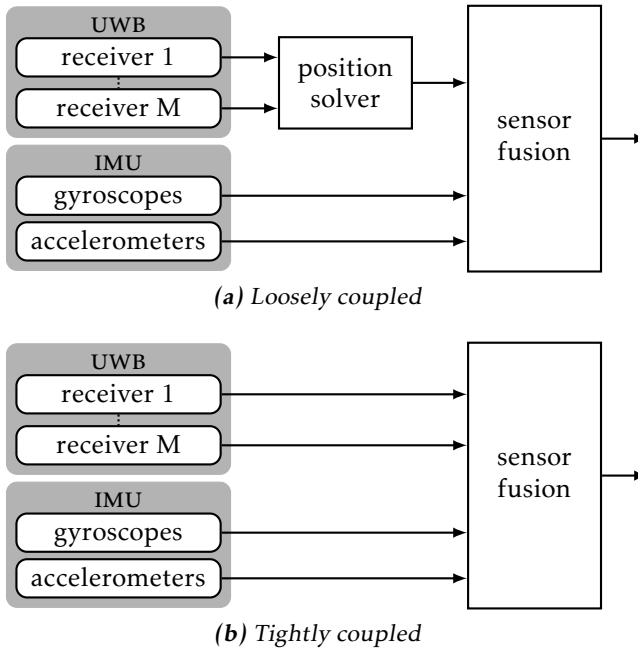 UWB
receiver 1
receiver M
position
solver
IMU
gyroscopes
accelerometers
sensor
fusion
(a) Loosely coupled
UWB
receiver 1
receiver M
IMU
gyroscopes
accelerometers
sensor
fusion
(b) Tightly coupled